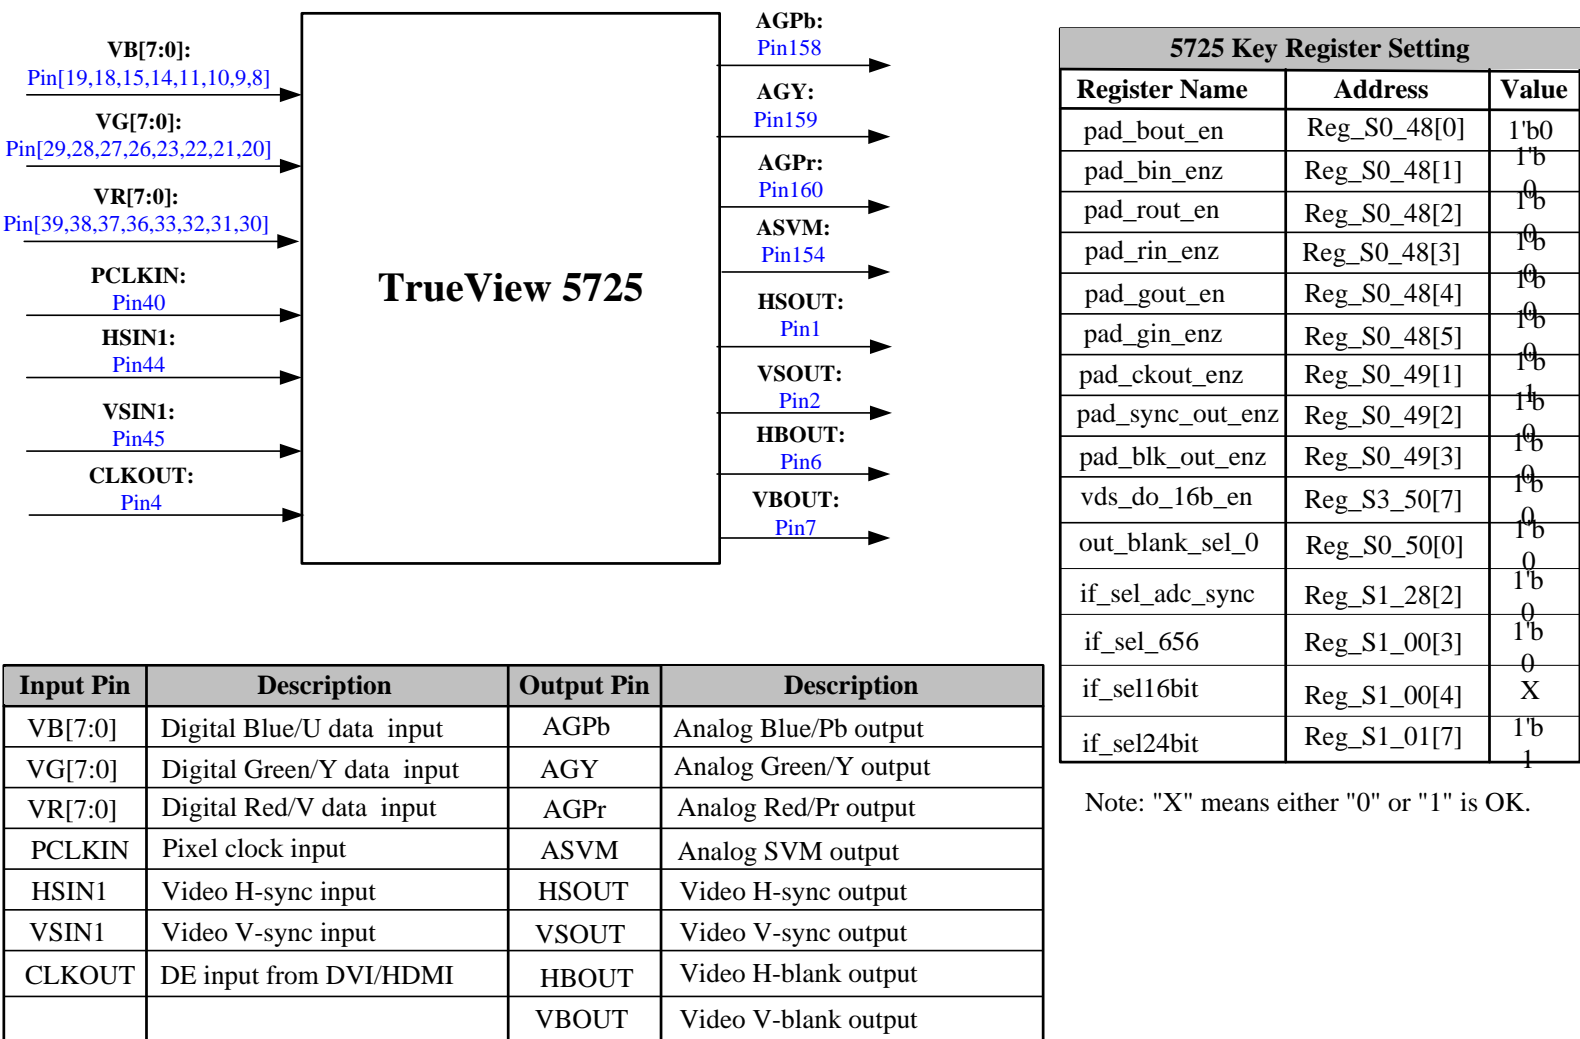 VB[7:0]:
Pin[19,18,15,14,11,10,9,8]
VG[7:0]:
Pin[29,28,27,26,23,22,21,20]
VR[7:0]:
Pin[39,38,37,36,33,32,31,30]
PCLKIN:
Pin40
HSIN1:
Pin44
VSIN1:
Pin45
CLKOUT:
Pin4
TrueView 5725
AGPb:
Pin158
AGY:
Pin159
AGPr:
Pin160
ASVM:
Pin154
HSOUT:
Pin1
VSOUT:
Pin2
HBOUT:
Pin6
VBOUT:
Pin7
5725 Key Register Setting
Register Name Address Value
pad_bout_en Reg_S0_48[0] 1'b0
pad_bin_enz Reg_S0_48[1] 1'b0
pad_rout_en Reg_S0_48[2] 1'b0
pad_rin_enz Reg_S0_48[3] 1'b0
pad_gout_en Reg_S0_48[4] 1'b0
pad_gin_enz Reg_S0_48[5] 1'b0
pad_ckout_enz Reg_S0_49[1] 1'b1
pad_sync_out_enz Reg_S0_49[2] 1'b0
pad_blk_out_enz Reg_S0_49[3] 1'b0
vds_do_16b_en Reg_S3_50[7] 1'b0
out_blank_sel_0 Reg_S0_50[0] 1'b0
if_sel_adc_sync Reg_S1_28[2] 1'b0
if_sel_656 Reg_S1_00[3] 1'b0
if_sel16bit Reg_S1_00[4] X
if_sel24bit Reg_S1_01[7] 1'b1
Note: "X" means either "0" or "1" is OK.
Input Pin Description Output Pin Description
VB[7:0] Digital Blue/U data input AGPb Analog Blue/Pb output
VG[7:0] Digital Green/Y data input AGY Analog Green/Y output
VR[7:0] Digital Red/V data input AGPr Analog Red/Pr output
PCLKIN Pixel clock input ASVM Analog SVM output
HSIN1 Video H-sync input HSOUT Video H-sync output
VSIN1 Video V-sync input VSOUT Video V-sync output
CLKOUT DE input from DVI/HDMI HBOUT Video H-blank output
VBOUT Video V-blank output